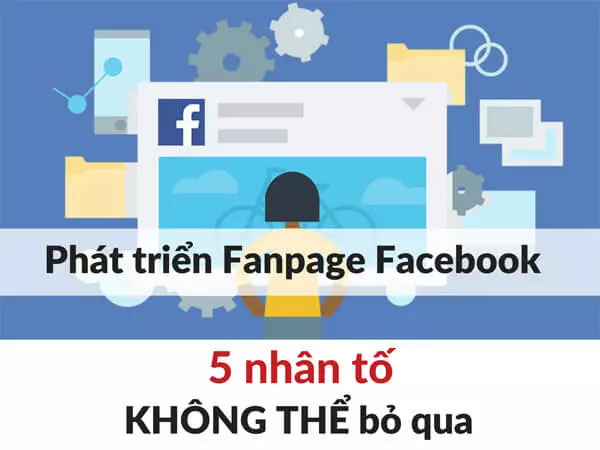 Phát triển Fanpage Facebook
5 nhân tố
KHÔNG THỂ bỏ qua